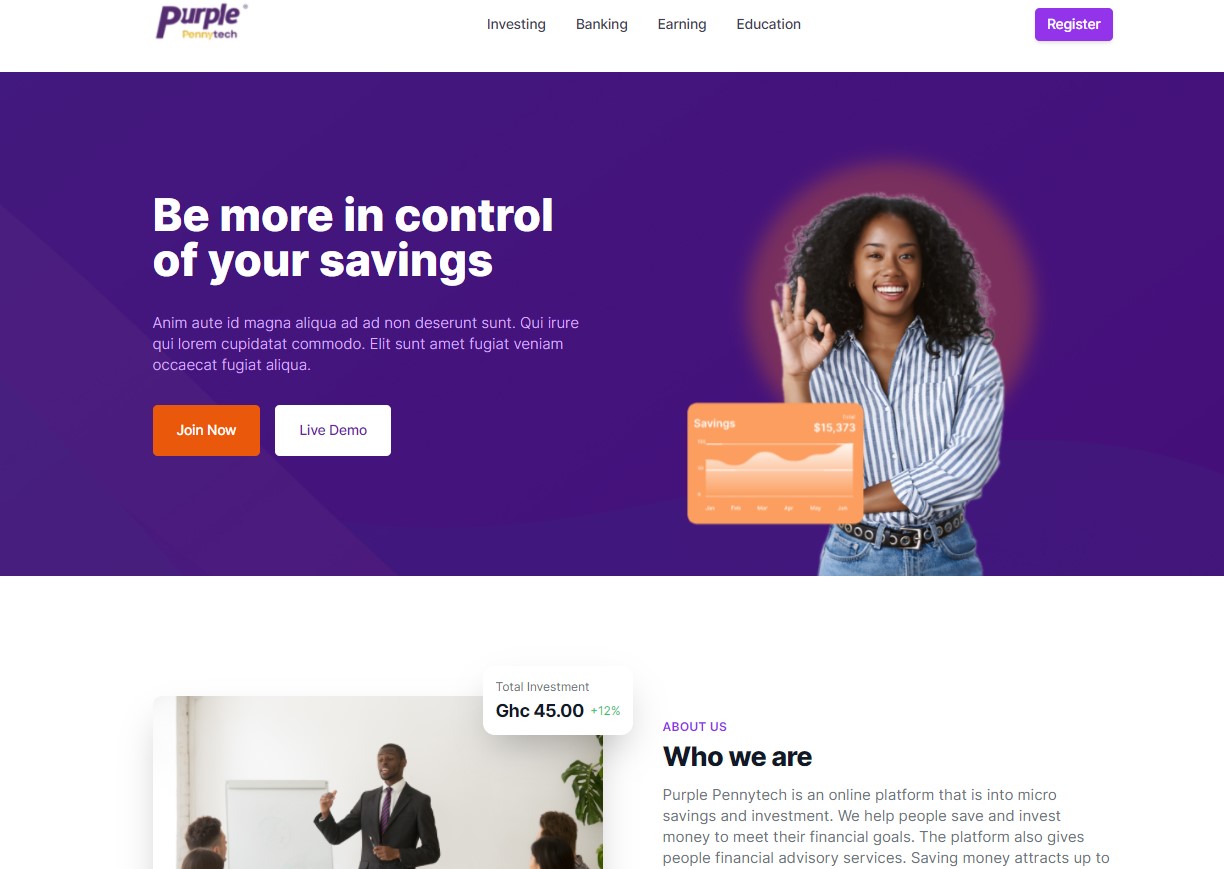 Purple
Pennytech
Investing
Banking
Earning
Education
Register
Be more in control
of your savings
Anim aute id magna aliqua ad ad non deserunt sunt. Qui irure
qui lorem cupidatat commodo. Elit sunt amet fugiat veniam
occaecat fugiat aliqua.
Join Now
Live Demo
Savings
Total
$15,373
Jan Feb Mar Apr May Jun
Total Investment
Ghc 45.00 +12%
ABOUT US
Who we are
Purple Pennytech is an online platform that is into micro
savings and investment. We help people save and invest
money to meet their financial goals. The platform also gives
people financial advisory services. Saving money attracts up to